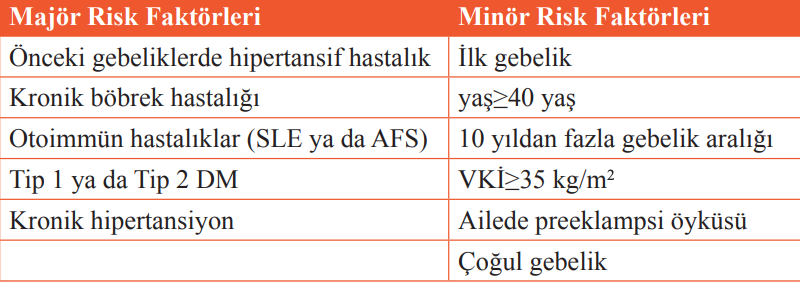 Majör Risk Faktörleri Minör Risk Faktörleri
Önceki gebeliklerde hipertansif hastalık İlk gebelik
Kronik böbrek hastalığı yaş≥40 yaş
Otoimmün hastalıklar (SLE ya da AFS) 10 yıldan fazla gebelik aralığı
Tip 1 ya da Tip 2 DM VKİ≥35 kg/m²
Kronik hipertansiyon Ailede preeklampsi öyküsü
Çoğul gebelik